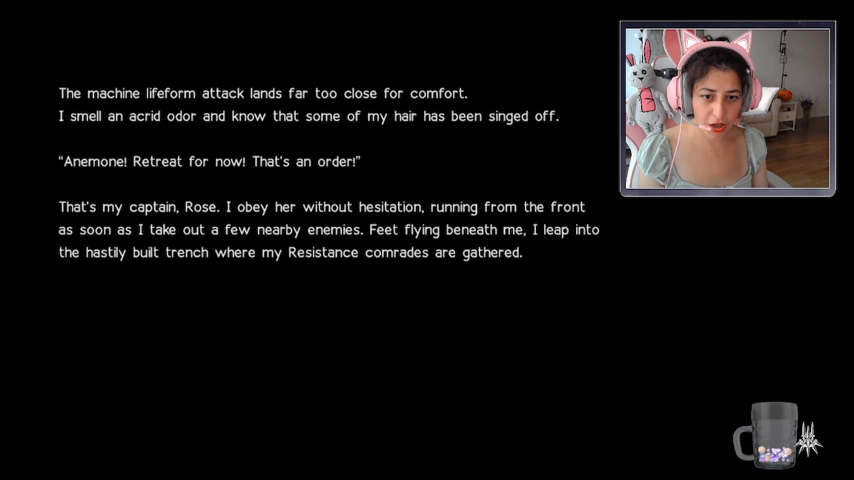 The machine lifeform attack lands far too close for comfort.
I smell an acrid odor and know that some of my hair has been singed off.
“Anemone! Retreat for now! That's an order!”
That's my captain, Rose. I obey her without hesitation, running from the front
as soon as I take out a few nearby enemies. Feet flying beneath me, I leap into
the hastily built trench where my Resistance comrades are gathered.